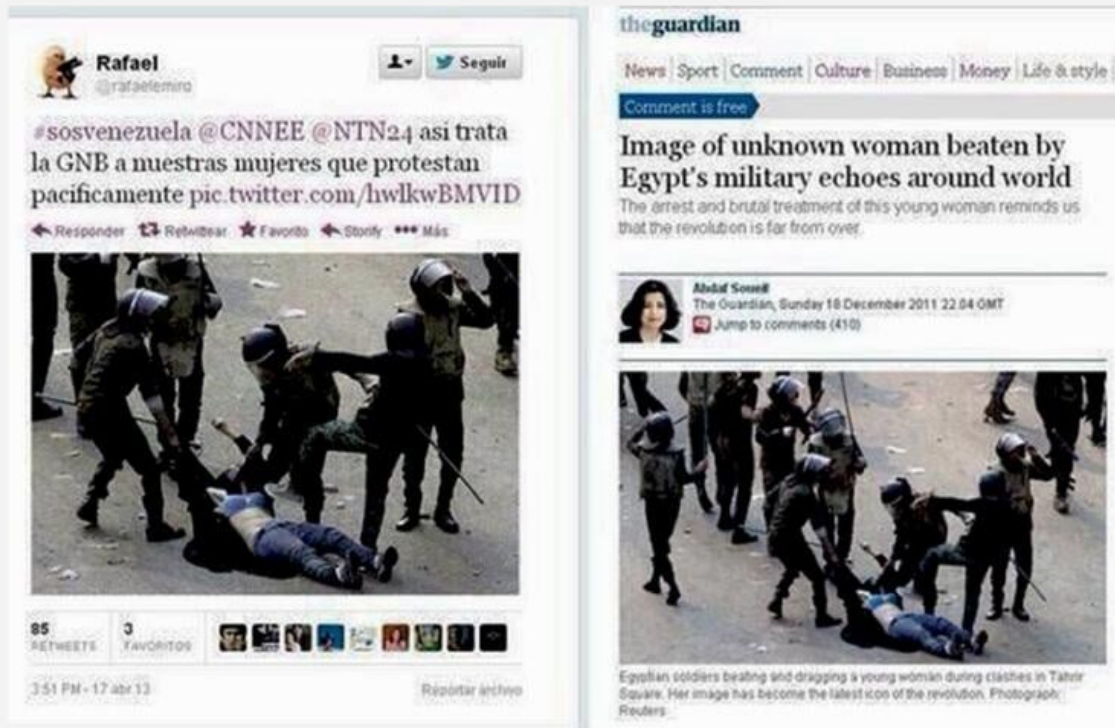 Rafael
@rafaelemiro
Seguir
#sosvenezuela @CNNEE @NTN24 asi trata
la GNB a nuestras mujeres que protestan
pacificamente pic.twitter.com/hwlkwBMVID
Responder Retwittear Favorito Storify Más
85
RETWEETS
3
FAVORITOS
3:51 PM - 17 abr 13
Reportar archivo
theguardian
News Sport Comment Culture Business Money Life & style
Comment is free
Image of unknown woman beaten by
Egypt's military echoes around world
The arrest and brutal treatment of this young woman reminds us
that the revolution is far from over.
Ahdaf Soueif
The Guardian, Sunday 18 December 2011 22.04 GMT
Jump to comments (410)
Egyptian soldiers beating and dragging a young woman during clashes in Tahrir
Square. Her image has become the latest icon of the revolution. Photograph:
Reuters